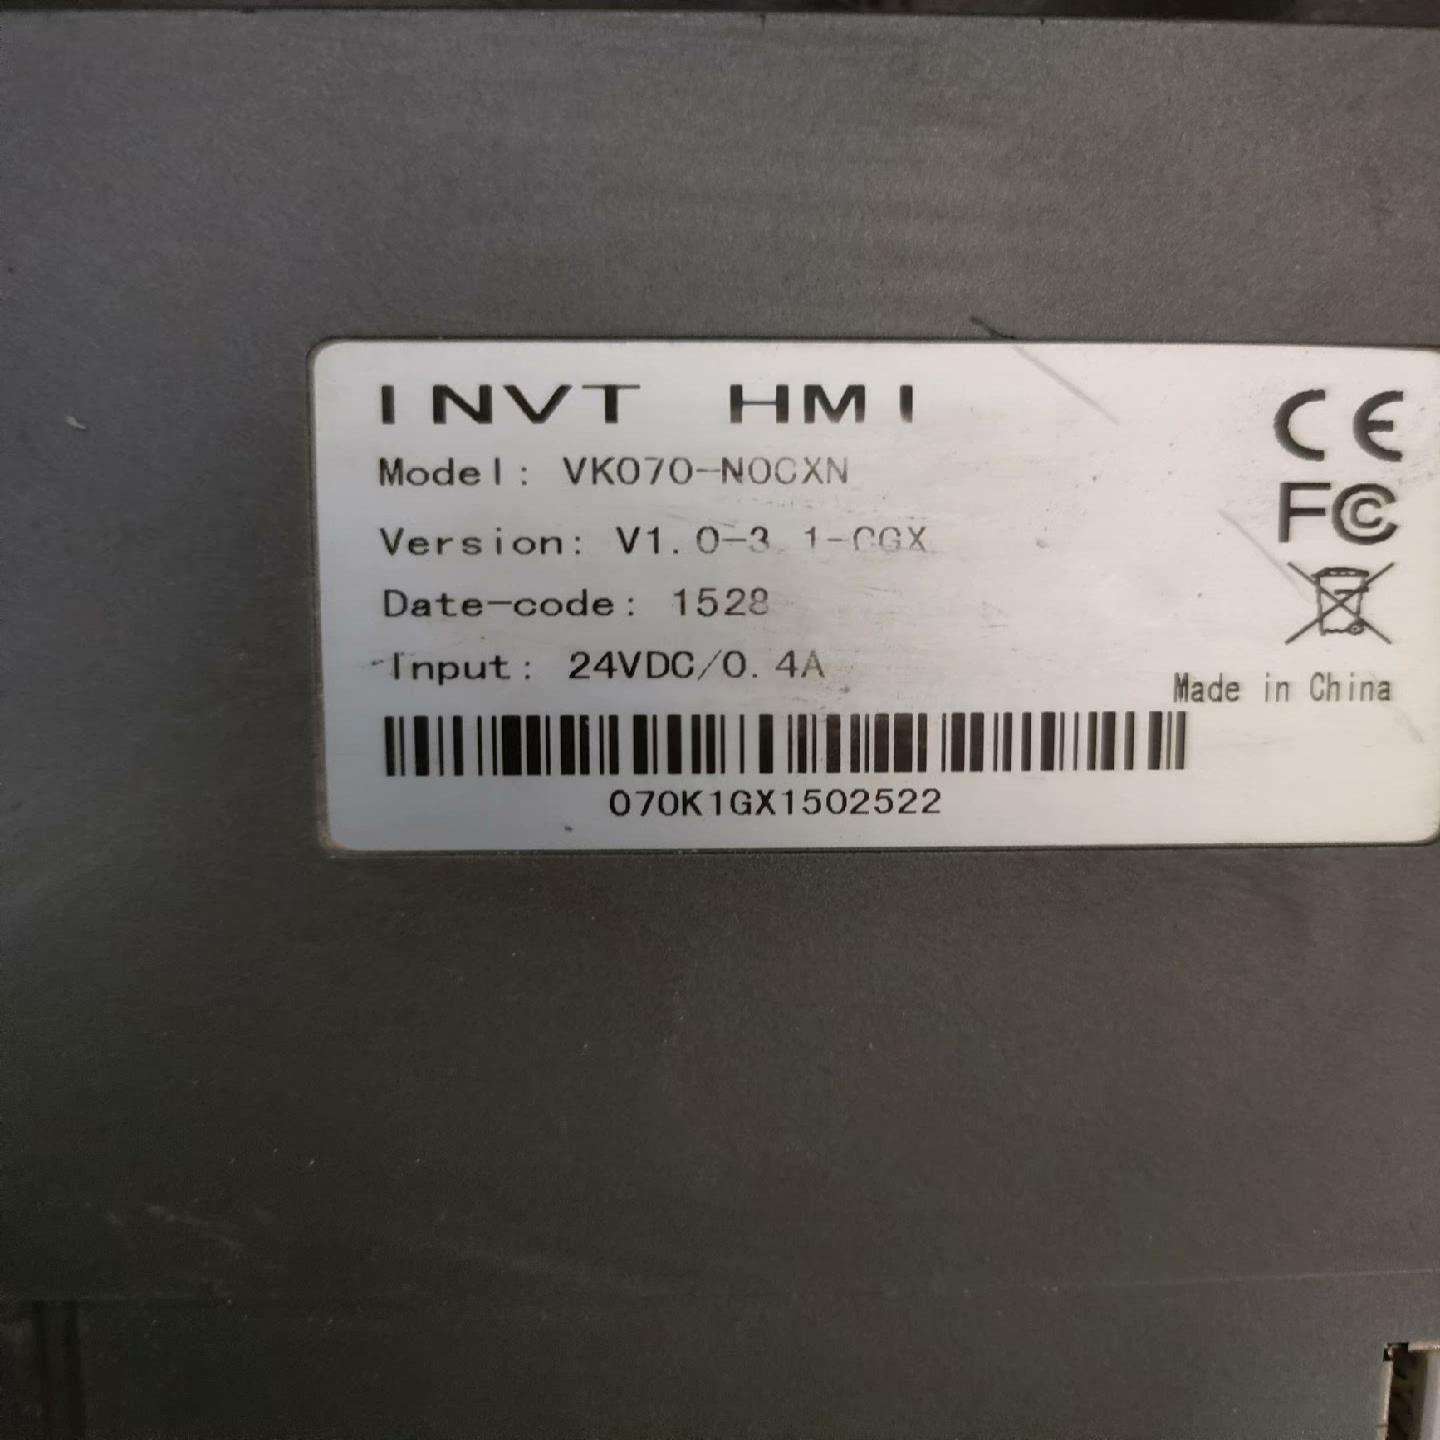 INVT HMI
Model: VK070-N0CXN
Version: V1.0-3.1-CGX
Date-code: 1528
Input: 24VDC/0.4A
CE
FC
Made in China
070K1GX1502522